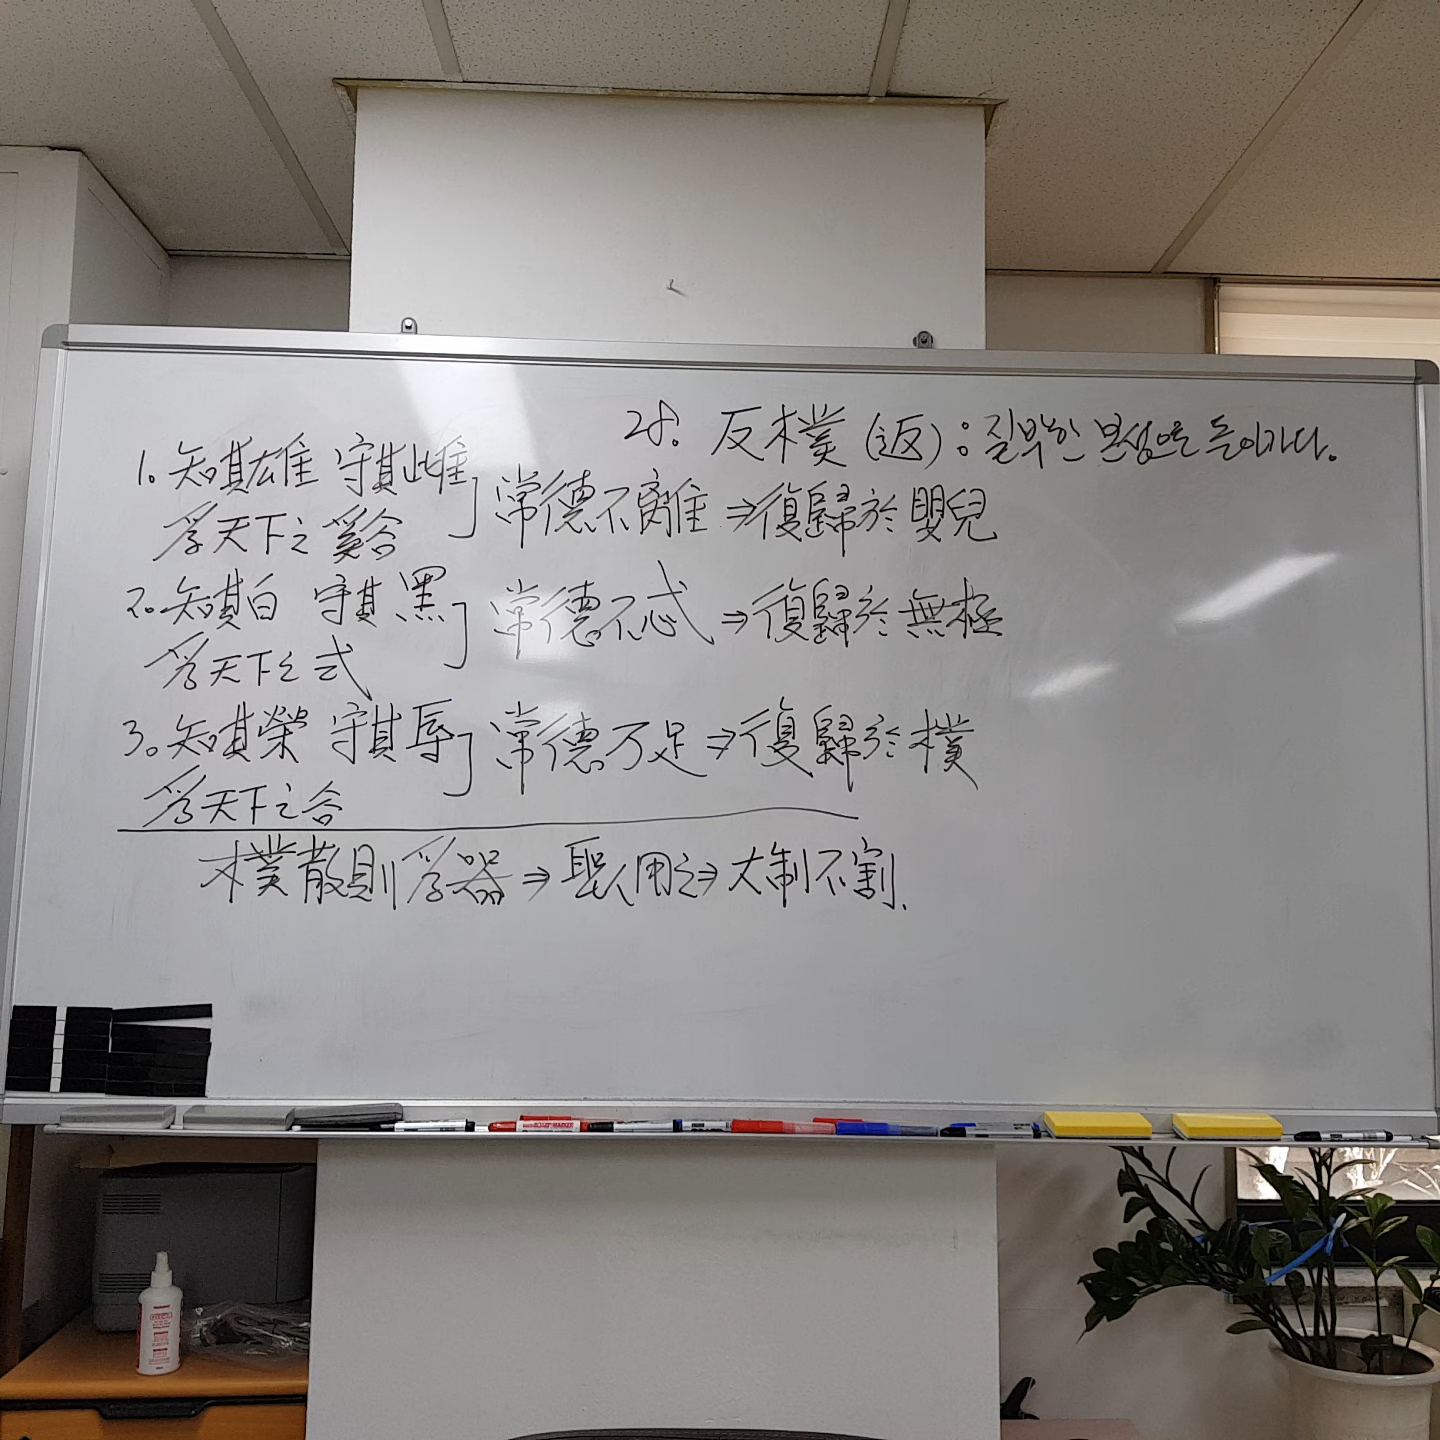 28. 反樸 (返) : 질박한 본성으로 돌아가다.
1. 知其雄 守其雌
爲天下之谿
] 常德不離 ⇒ 復歸於嬰兒
2. 知其白 守其黑
爲天下之式
] 常德不忒 ⇒ 復歸於無極
3. 知其榮 守其辱
爲天下之谷
] 常德乃足 ⇒ 復歸於樸
樸散則爲器 ⇒ 聖人用之 ⇒ 大制不割.